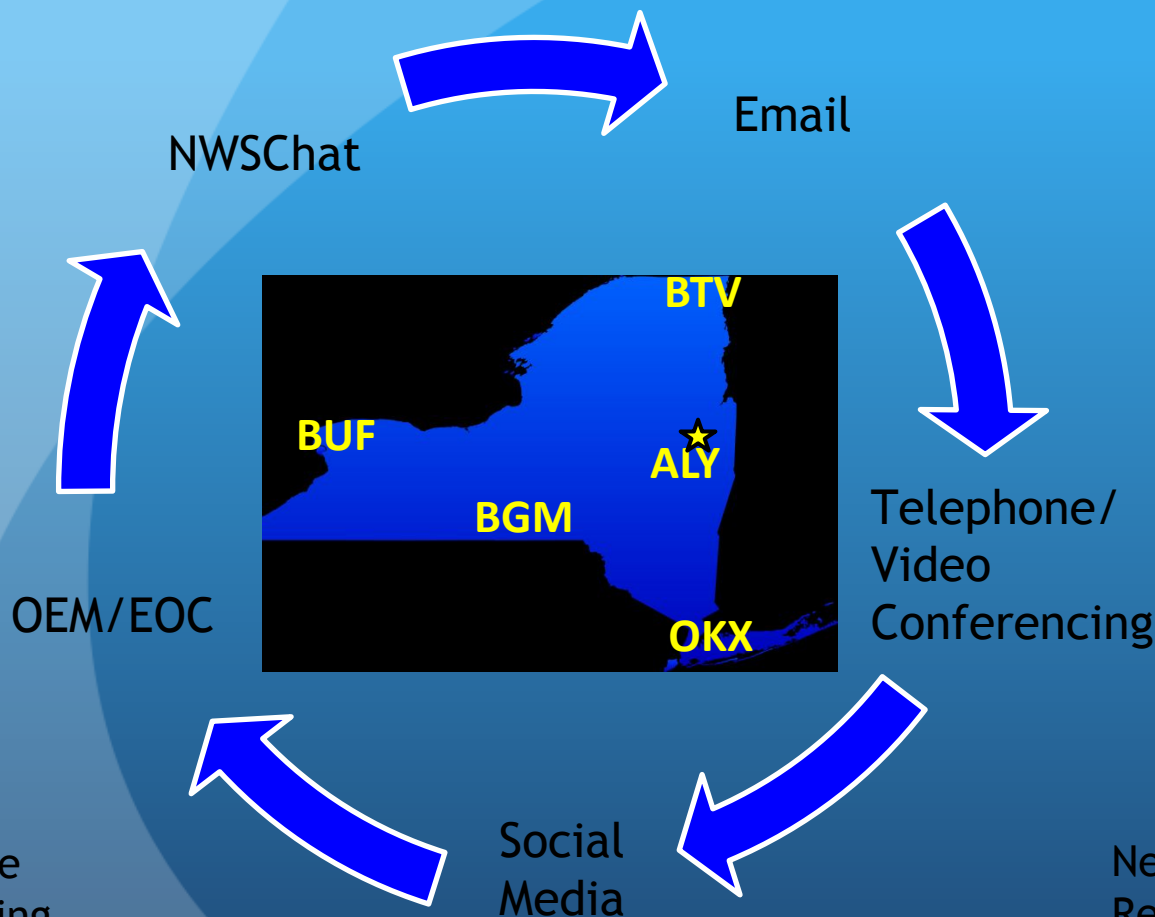 Email
NWSChat
BTV
BUF
ALY
BGM
Telephone/
Video
Conferencing
OEM/EOC
OKX
Social
Media